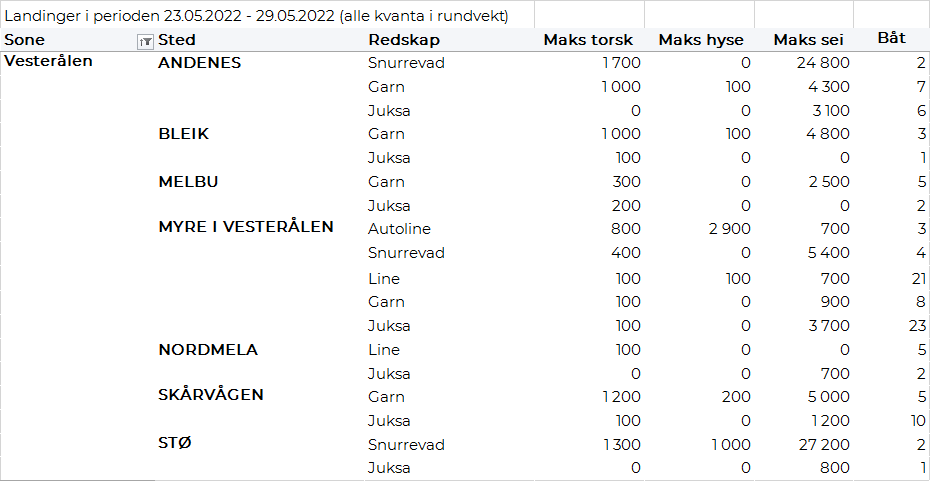 Landinger i perioden 23.05.2022 - 29.05.2022 (alle kvanta i rundvekt)
Sone Sted Redskap Maks torsk Maks hyse Maks sei Båt
Vesterålen ANDENES Snurrevad 1 700 0 24 800 2
Garn 1 000 100 4 300 7
Juksa 0 0 3 100 6
BLEIK Garn 1 000 100 4 800 3
Juksa 100 0 0 1
MELBU Garn 300 0 2 500 5
Juksa 200 0 0 2
MYRE I VESTERÅLEN Autoline 800 2 900 700 3
Snurrevad 400 0 5 400 4
Line 100 100 700 21
Garn 100 0 900 8
Juksa 100 0 3 700 23
NORDMELA Line 100 0 0 5
Juksa 0 0 700 2
SKÅRVÅGEN Garn 1 200 200 5 000 5
Juksa 100 0 1 200 10
STØ Snurrevad 1 300 1 000 27 200 2
Juksa 0 0 800 1